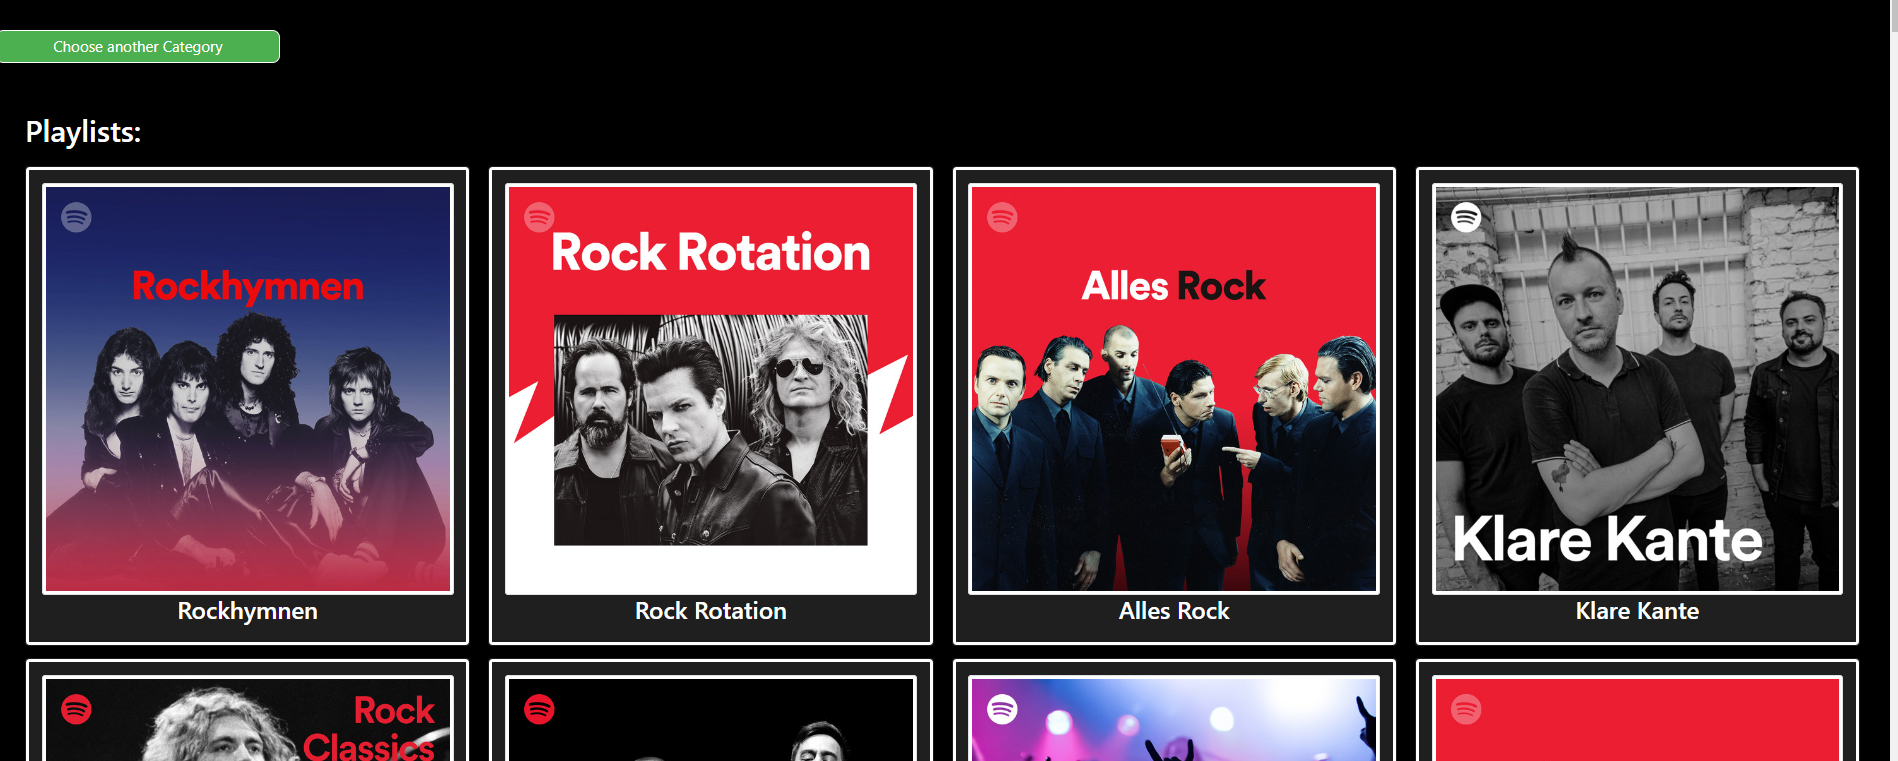 Choose another Category
Playlists:
Rockhymnen
Rock Rotation
Alles Rock
Klare Kante
Rockhymnen
Rock Rotation
Alles Rock
Klare Kante
Rock
Classics